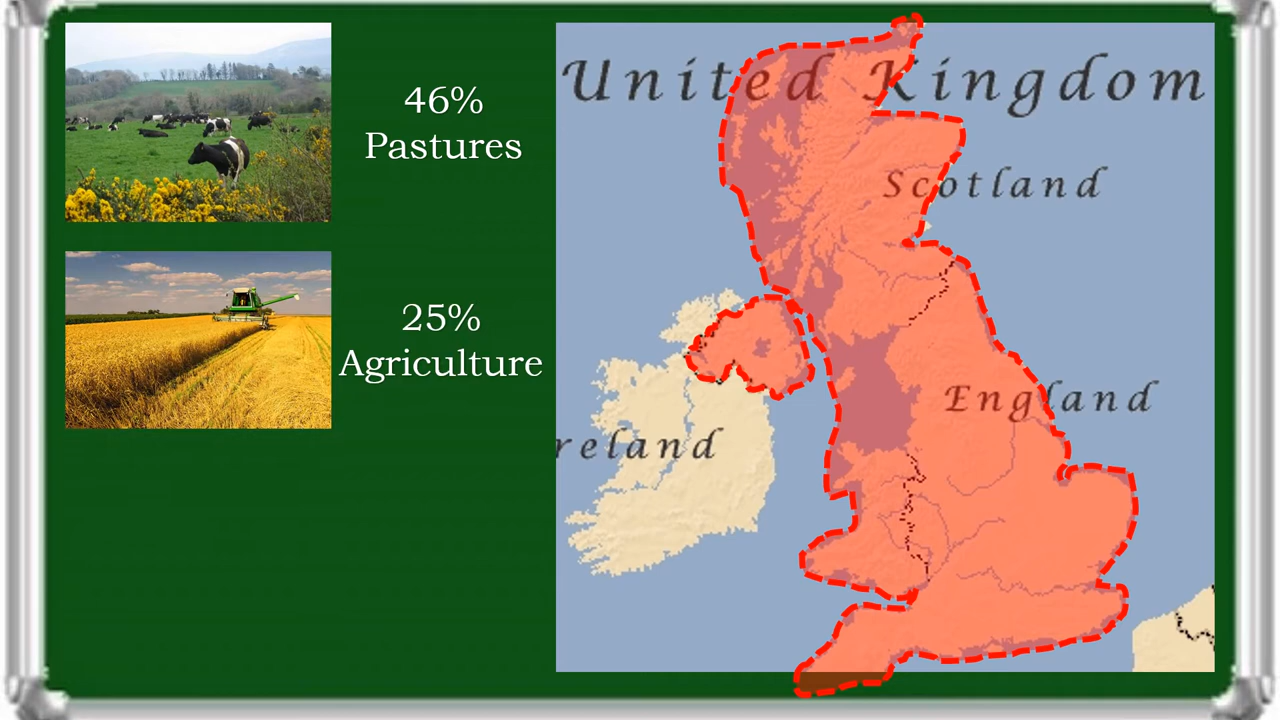 46%
Pastures
25%
Agriculture
United Kingdom
Scotland
England
reland